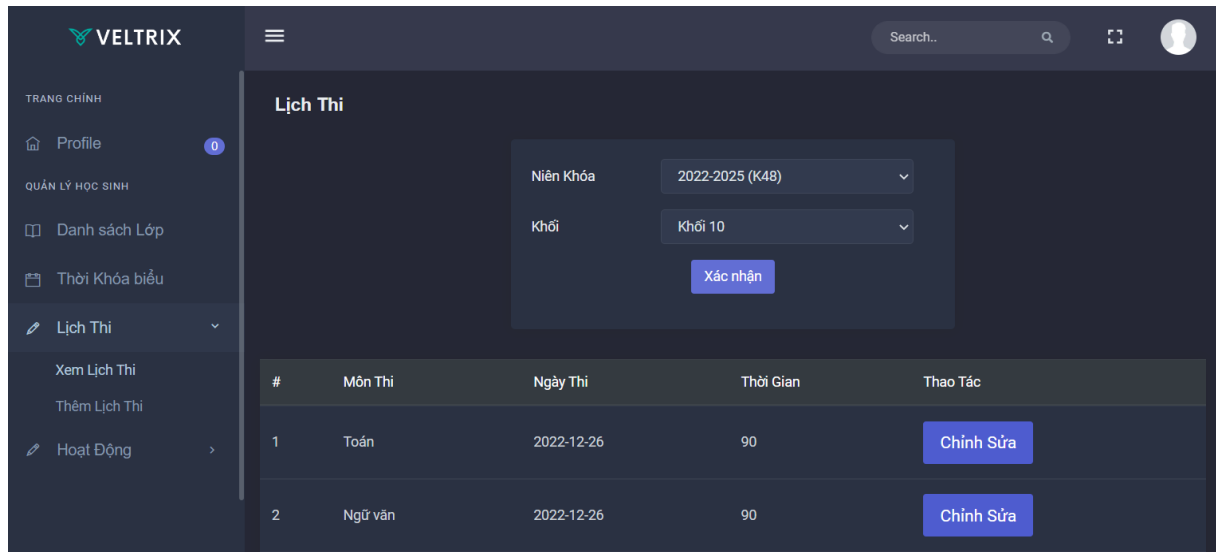 VELTRIX
Search..
TRANG CHÍNH
Profile
0
QUẢN LÝ HỌC SINH
Danh sách Lớp
Thời Khóa biểu
Lịch Thi
Xem Lịch Thi
Thêm Lịch Thi
Hoạt Động
Lịch Thi
Niên Khóa 2022-2025 (K48)
Khối Khối 10
Xác nhận
# Môn Thi Ngày Thi Thời Gian Thao Tác
1 Toán 2022-12-26 90 Chỉnh Sửa
2 Ngữ văn 2022-12-26 90 Chỉnh Sửa